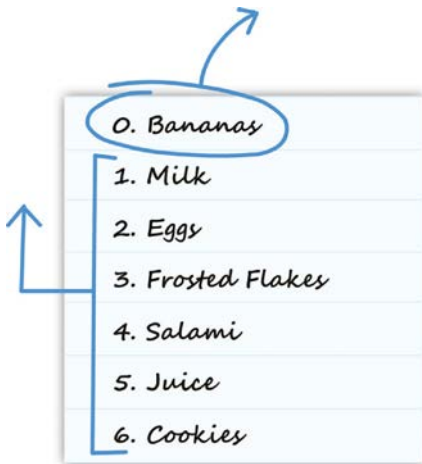 0. Bananas
1. Milk
2. Eggs
3. Frosted Flakes
4. Salami
5. Juice
6. Cookies